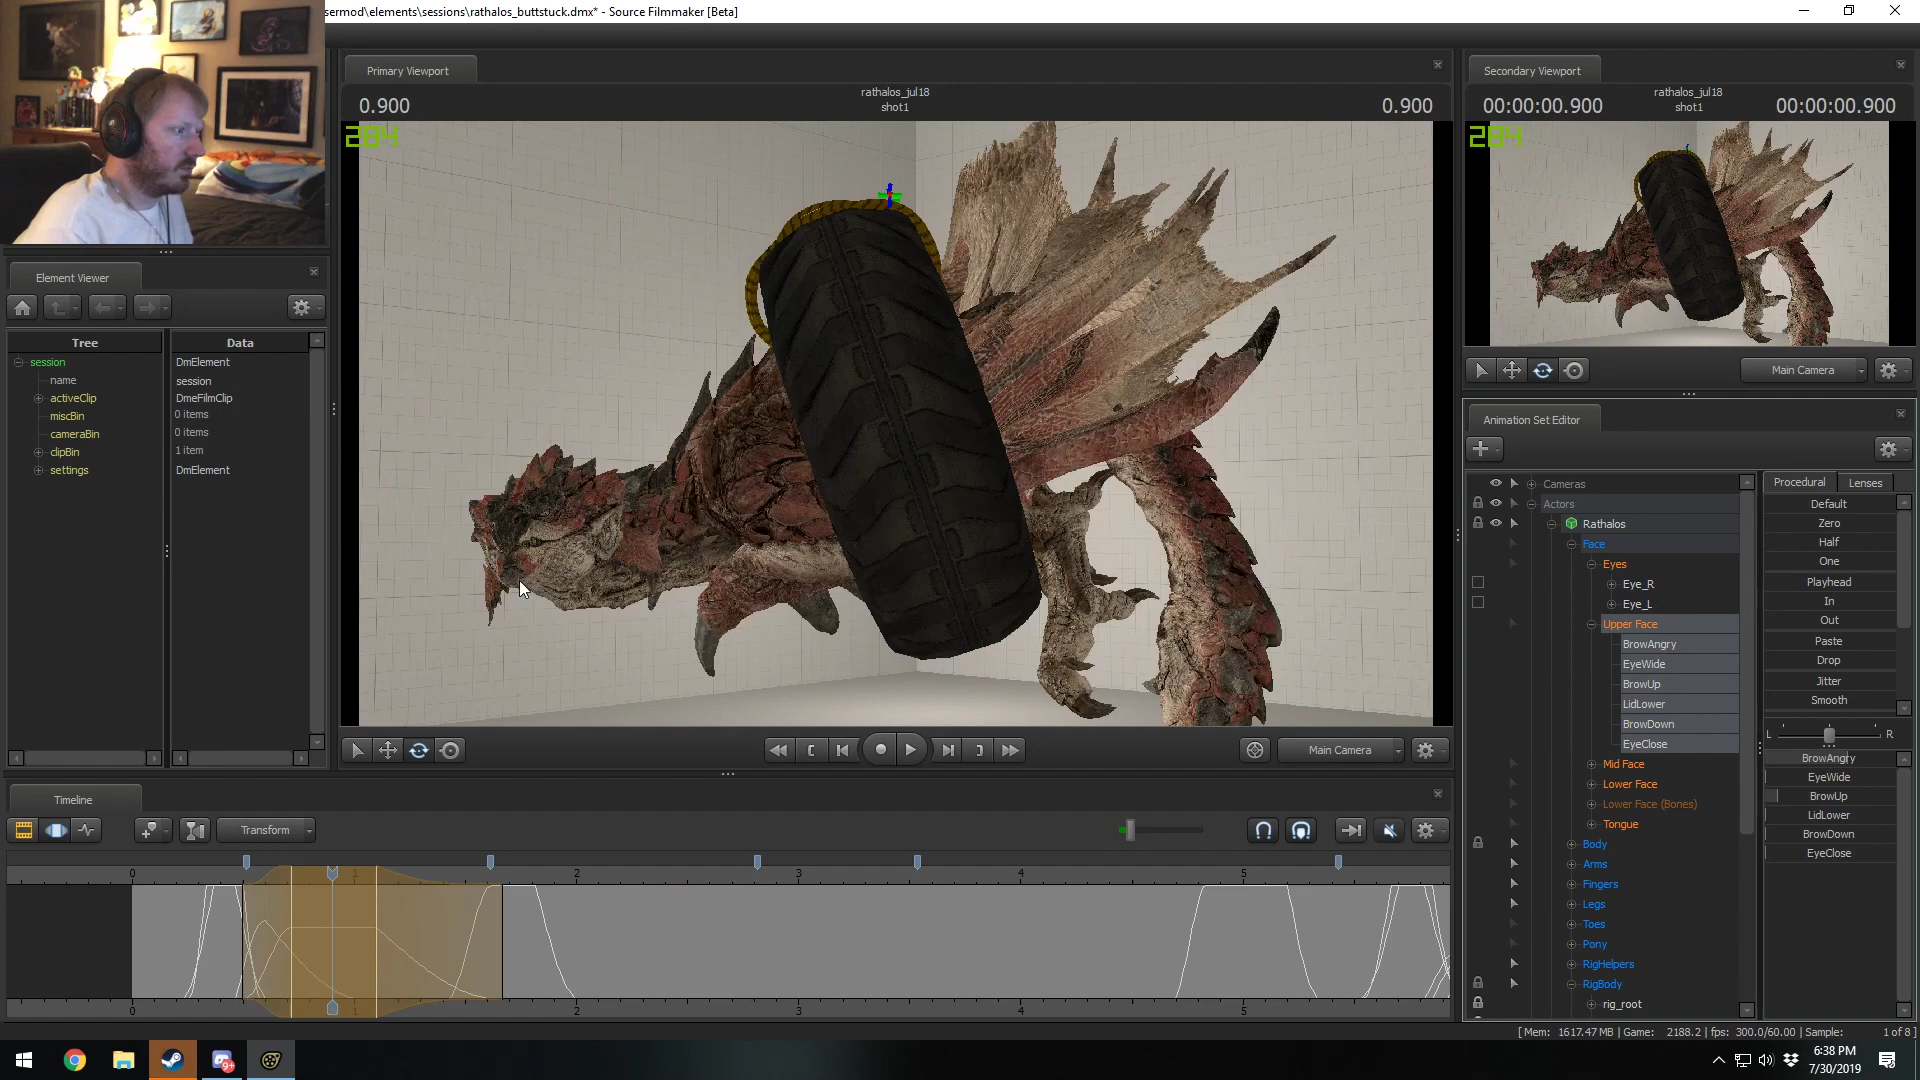 sermod\elements\sessions\rathalos_buttstuck.dmx* - Source Filmmaker [Beta]
Primary Viewport
0.900
rathalos_jul18
shot1
0.900
284
Secondary Viewport
00:00:00.900
rathalos_jul18
shot1
00:00:00.900
284
Main Camera
Element Viewer
Tree
Data
session
DmElement
name
session
activeClip
DmeFilmClip
miscBin
0 items
cameraBin
0 items
clipBin
1 item
settings
DmElement
Main Camera
Animation Set Editor
Cameras
Actors
Rathalos
Face
Eyes
Eye_R
Eye_L
Upper Face
BrowAngry
EyeWide
BrowUp
LidLower
BrowDown
EyeClose
Mid Face
Lower Face
Lower Face (Bones)
Tongue
Body
Arms
Fingers
Legs
Toes
Pony
RigHelpers
RigBody
rig_root
Procedural
Lenses
Default
Zero
Half
One
Playhead
In
Out
Paste
Drop
Jitter
Smooth
L
R
BrowAngry
EyeWide
BrowUp
LidLower
BrowDown
EyeClose
Timeline
Transform
0
1
2
3
4
5
0
2
3
4
5
[ Mem: 1617.47 MB | Game: 2188.2 | fps: 300.0/60.00 | Sample: 1 of 8 ]
9+
6:38 PM
7/30/2019